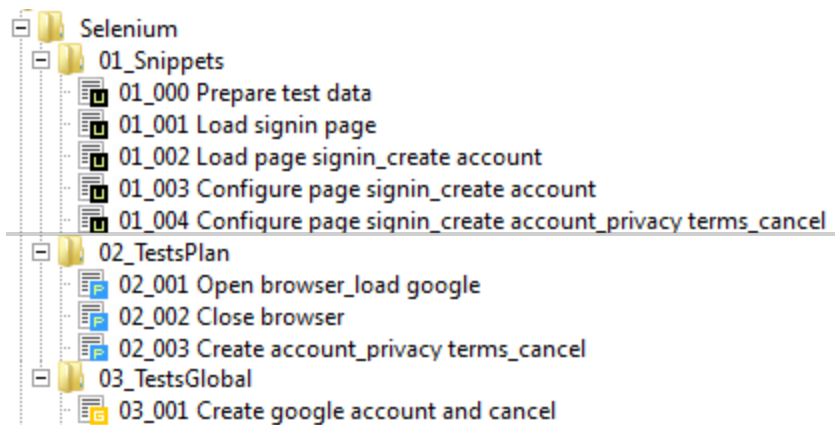 Selenium
01_Snippets
01_000 Prepare test data
01_001 Load signin page
01_002 Load page signin_create account
01_003 Configure page signin_create account
01_004 Configure page signin_create account_privacy terms_cancel
02_TestsPlan
02_001 Open browser_load google
02_002 Close browser
02_003 Create account_privacy terms_cancel
03_TestsGlobal
03_001 Create google account and cancel